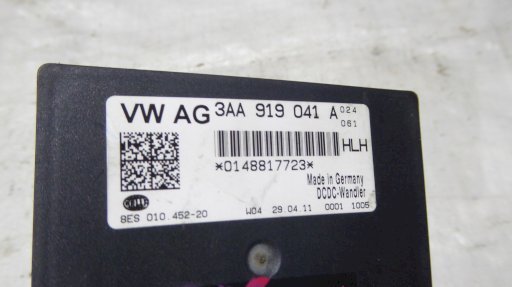 VW AG 3AA 919 041 A 024
061
HLH
*0148817723*
Made in Germany
DCDC-Wandler
HELLA
8ES 010.452-20 W04 29.04.11 0001 1005